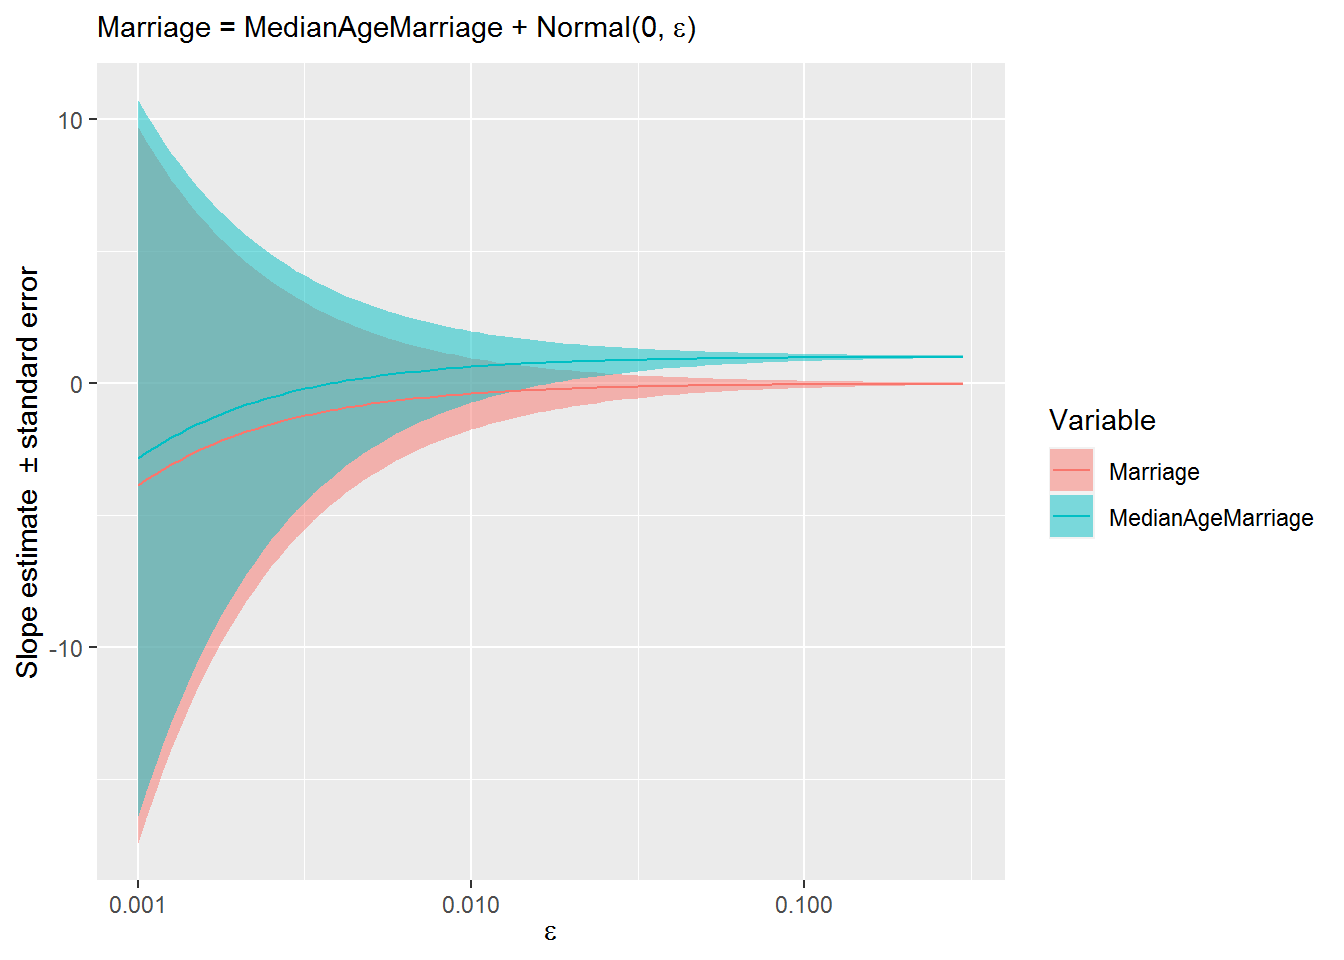 Marriage = MedianAgeMarriage + Normal(0, ε)
Slope estimate ± standard error
10
0
-10
0.001
0.010
0.100
ε
Variable
Marriage
MedianAgeMarriage